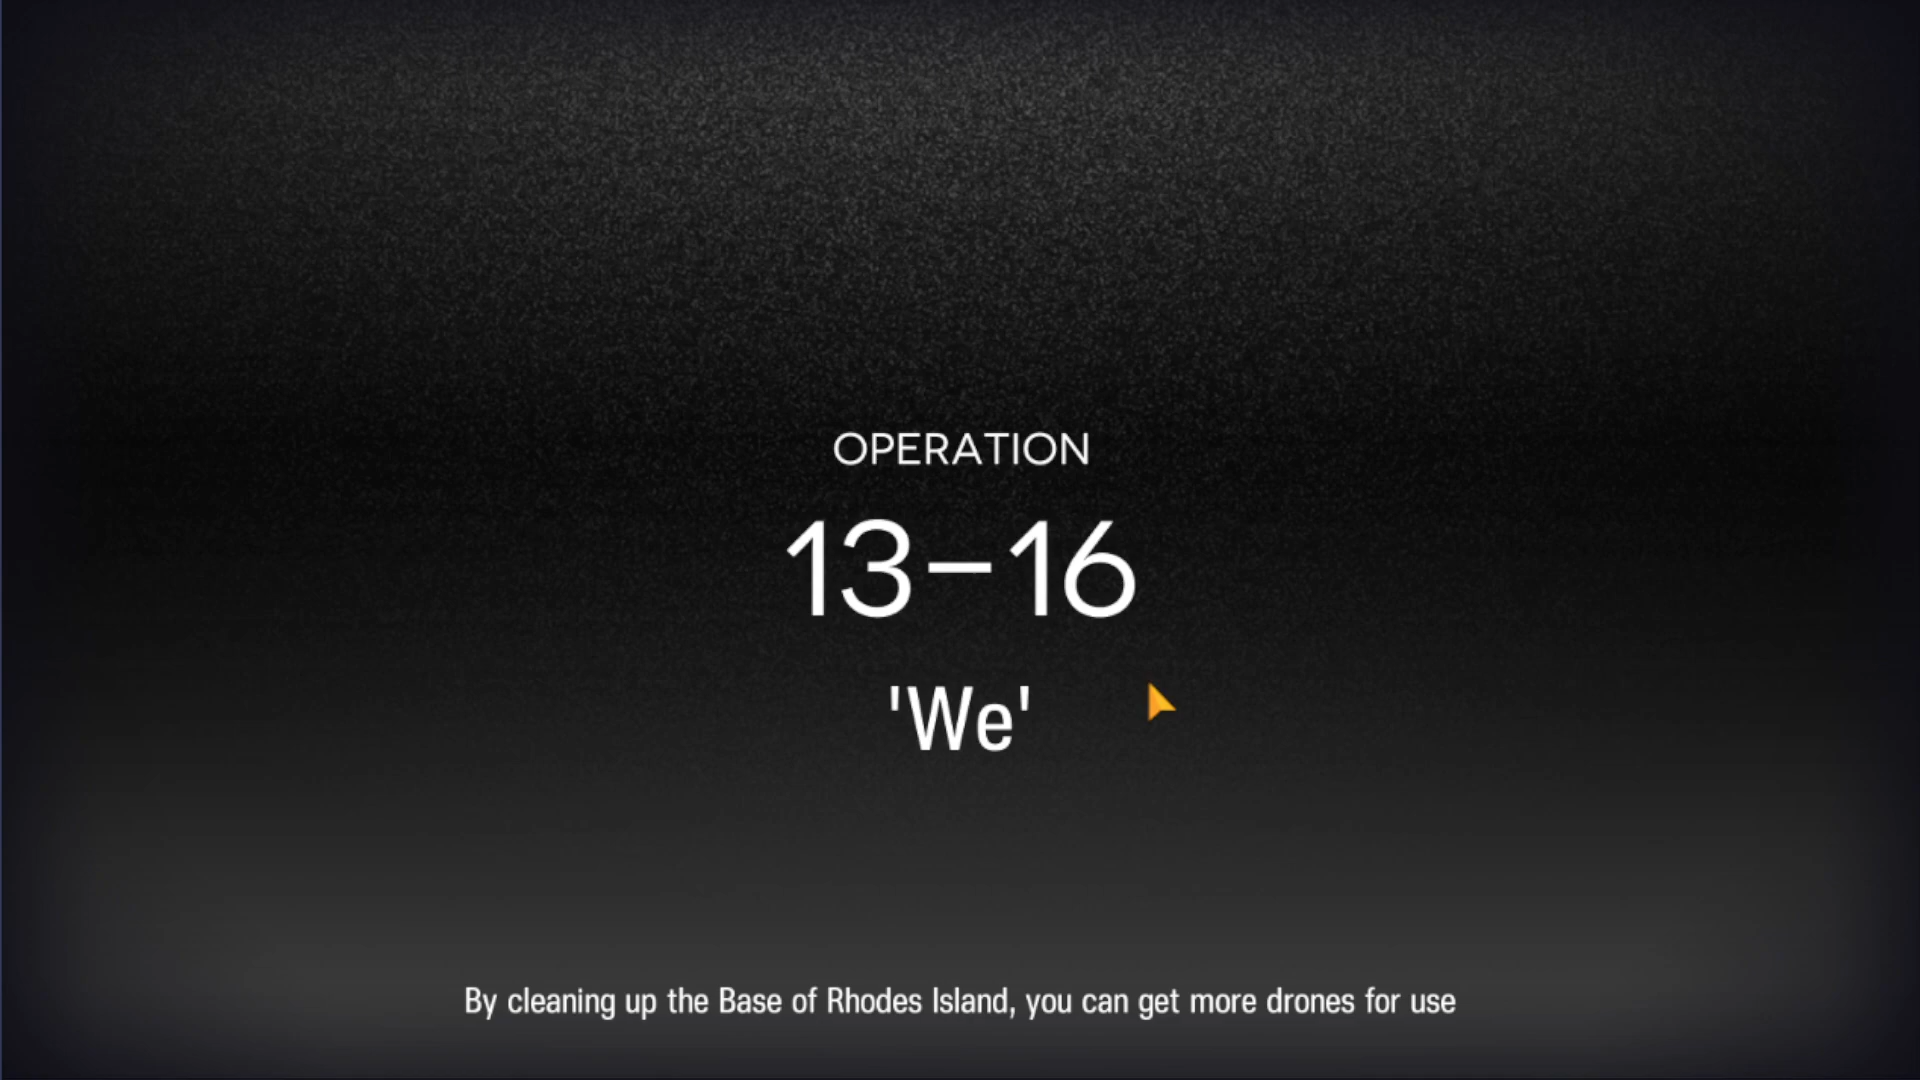 OPERATION
13-16
'We'
By cleaning up the Base of Rhodes Island, you can get more drones for use